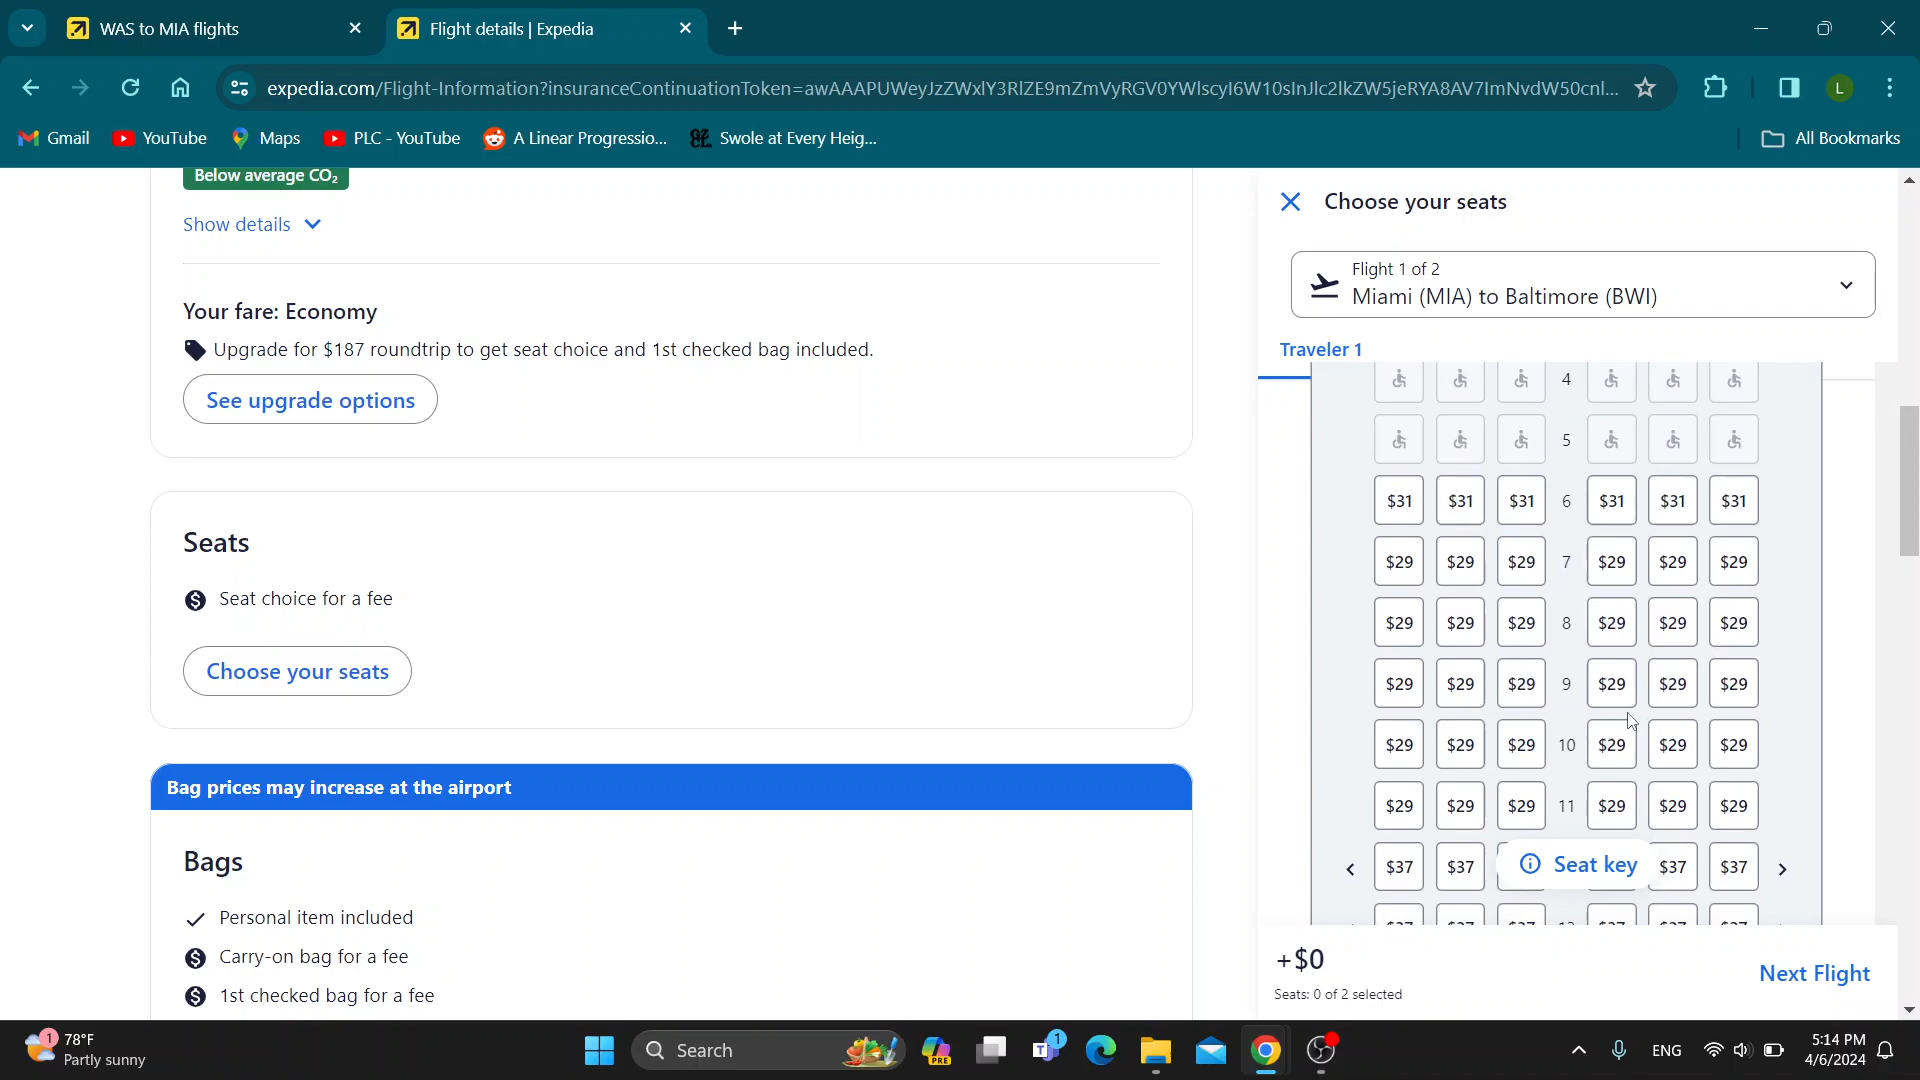 WAS to MIA flights
Flight details | Expedia
expedia.com/Flight-Information?insuranceContinuationToken=awAAAPUWeyJzZWxlY3RlZE9mZmVyRGV0YWlscyI6W10sInJlc2lkZW5jeRYA8AV7ImNvdW50cnl...
Gmail
YouTube
Maps
PLC - YouTube
A Linear Progressio...
Swole at Every Heig...
All Bookmarks
Below average CO₂
Show details
Your fare: Economy
Upgrade for $187 roundtrip to get seat choice and 1st checked bag included.
See upgrade options
Seats
Seat choice for a fee
Choose your seats
Bag prices may increase at the airport
Bags
Personal item included
Carry-on bag for a fee
1st checked bag for a fee
Choose your seats
Flight 1 of 2
Miami (MIA) to Baltimore (BWI)
Traveler 1
4
5
$31 $31 $31 6 $31 $31 $31
$29 $29 $29 7 $29 $29 $29
$29 $29 $29 8 $29 $29 $29
$29 $29 $29 9 $29 $29 $29
$29 $29 $29 10 $29 $29 $29
$29 $29 $29 11 $29 $29 $29
$37 $37 Seat key $37 $37
+$0
Seats: 0 of 2 selected
Next Flight
1
78°F
Partly sunny
Search
PRE
1
L
ENG
5:14 PM
4/6/2024